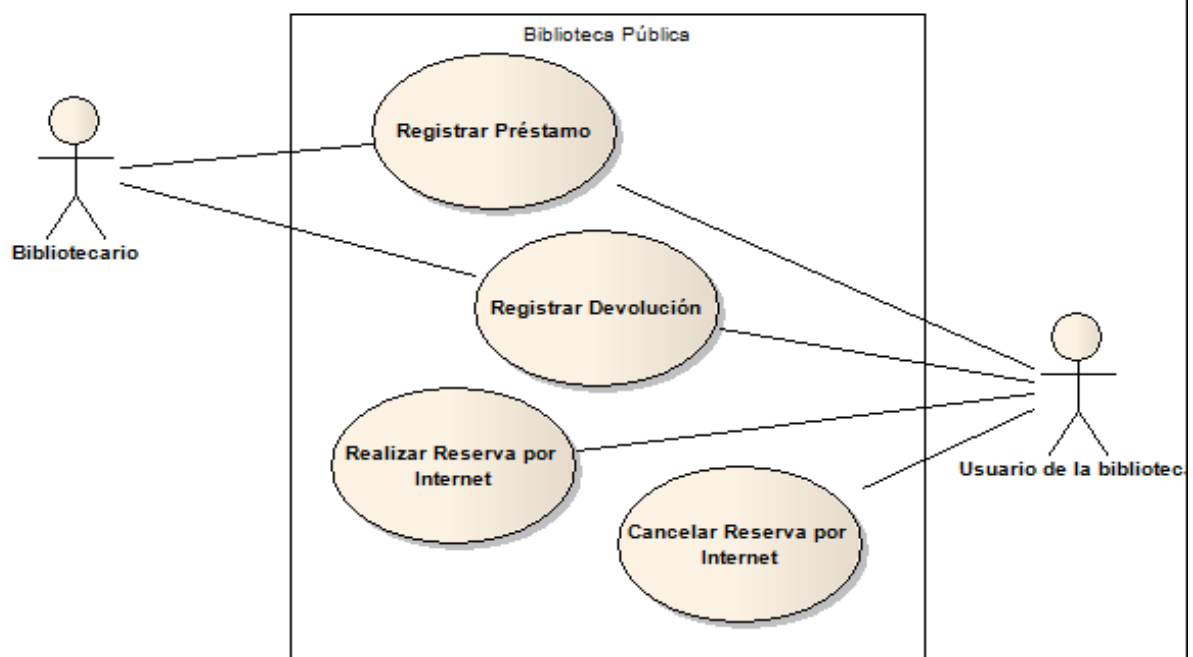 Biblioteca Pública
Registrar Préstamo
Bibliotecario
Registrar Devolución
Realizar Reserva por
Internet
Usuario de la bibliotec
Cancelar Reserva por
Internet